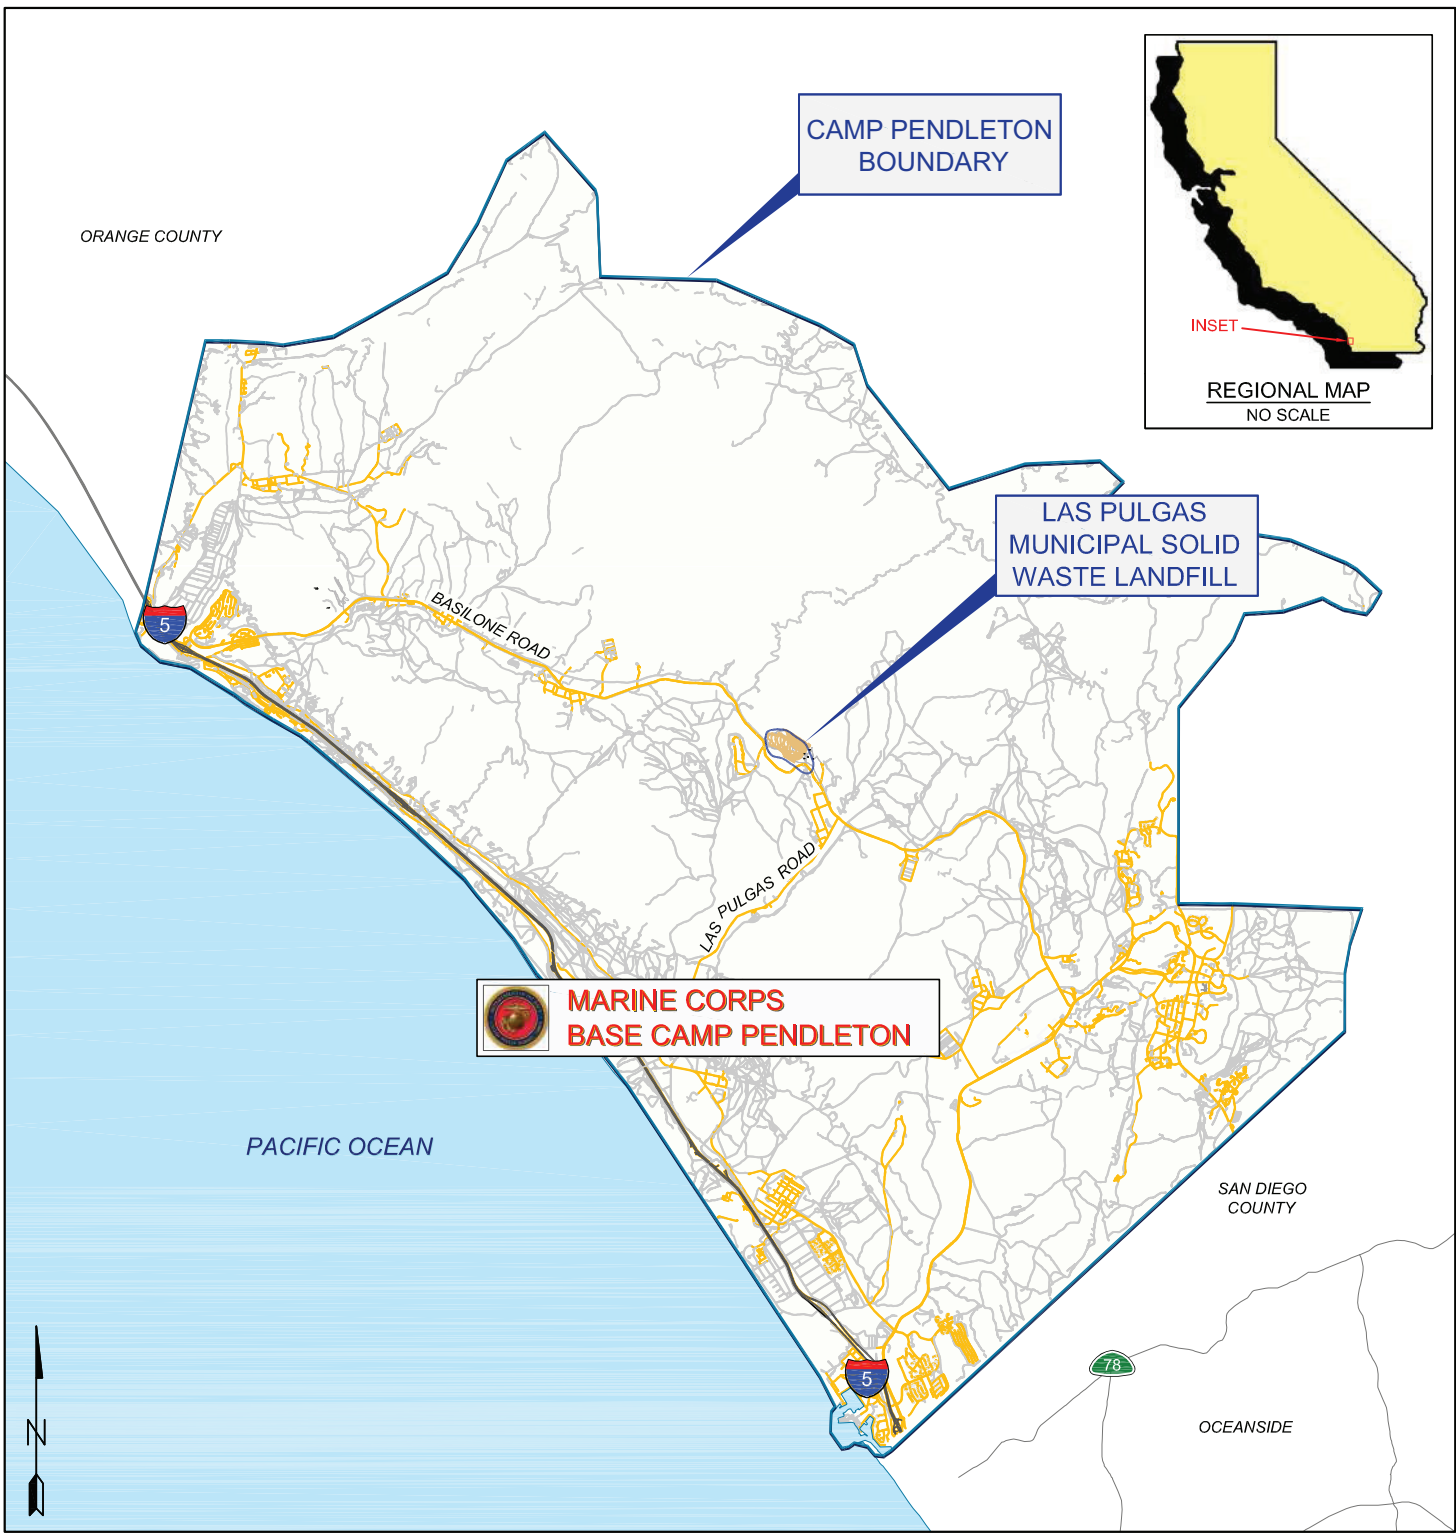 CAMP PENDLETON
BOUNDARY
ORANGE COUNTY
INSET
REGIONAL MAP
NO SCALE
LAS PULGAS
MUNICIPAL SOLID
WASTE LANDFILL
BASILONE ROAD
5
LAS PULGAS ROAD
MARINE CORPS
BASE CAMP PENDLETON
PACIFIC OCEAN
SAN DIEGO
COUNTY
5
78
OCEANSIDE
N